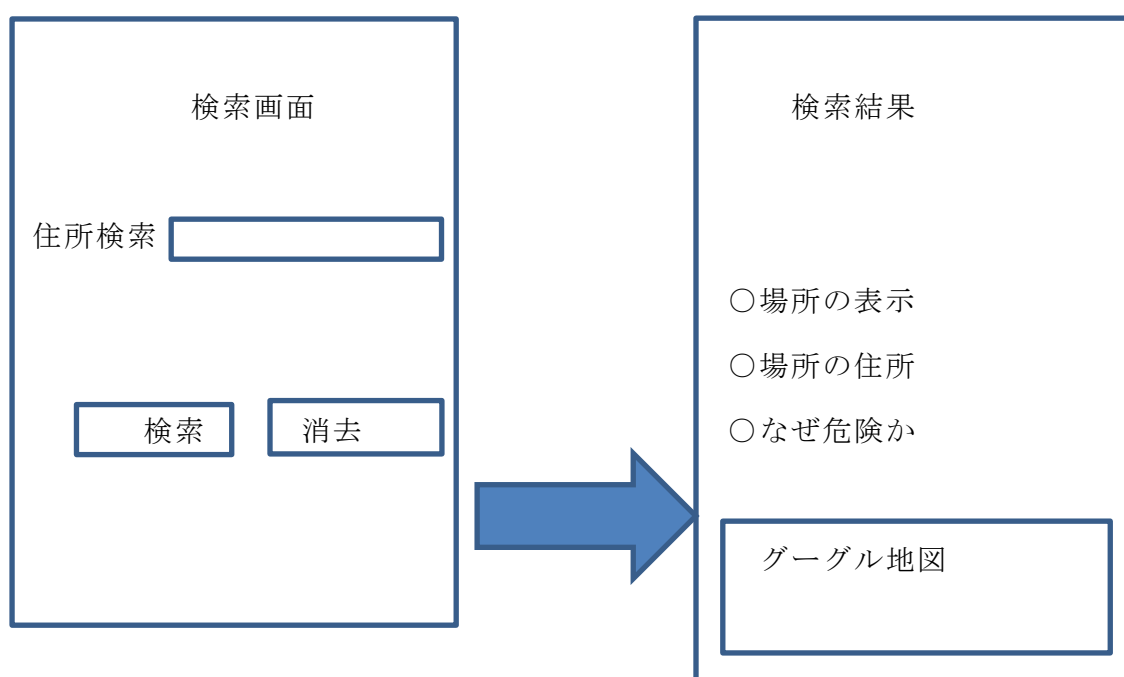 検索画面
住所検索
検索
消去
検索結果
○場所の表示
○場所の住所
○なぜ危険か
グーグル地図